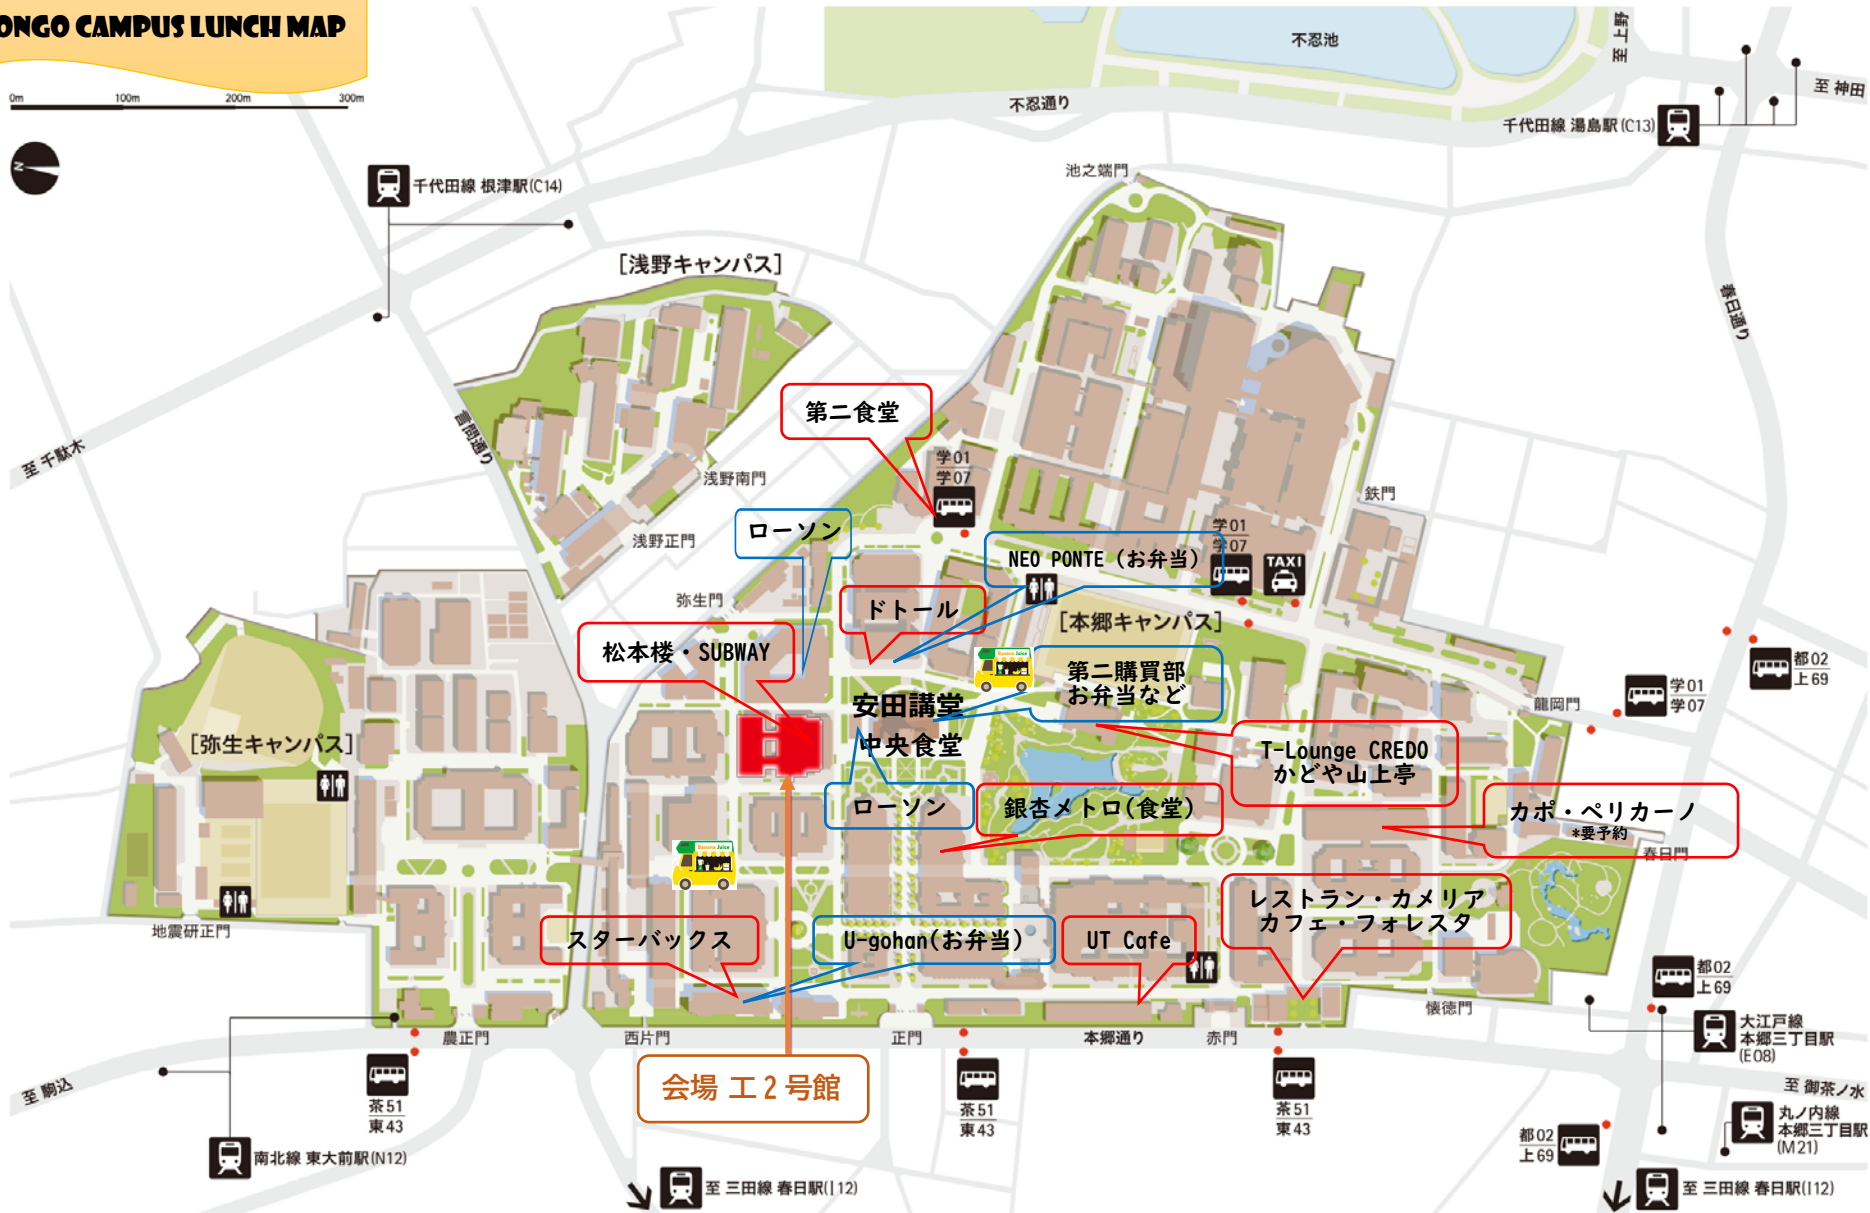 ONGO CAMPUS LUNCH MAP
0m 100m 200m 300m
N
不忍池
至 上野
至 神田
不忍通り
千代田線 湯島駅(C13)
池之端門
千代田線 根津駅(C14)
[浅野キャンパス]
春日通り
第二食堂
言問通り
至 千駄木
学01
学07
浅野南門
鉄門
ローソン
学01
学07
浅野正門
NEO PONTE (お弁当)
TAXI
弥生門
ドトール
[本郷キャンパス]
松本楼・SUBWAY
第二購買部
お弁当など
都02
上69
学01
学07
安田講堂
龍岡門
[弥生キャンパス]
中央食堂
T-Lounge CREDO
かどや山上亭
ローソン
銀杏メトロ(食堂)
カポ・ペリカーノ
*要予約
春日門
Banana Juice
Banana Juice
レストラン・カメリア
カフェ・フォレスタ
地震研正門
スターバックス
U-gohan(お弁当)
UT Cafe
都02
上69
懐徳門
農正門
西片門
正門
本郷通り
赤門
大江戸線
本郷三丁目駅
(E08)
会場 工2号館
至 駒込
茶51
東43
茶51
東43
茶51
東43
至 御茶ノ水
丸ノ内線
本郷三丁目駅
(M21)
都02
上69
南北線 東大前駅(N12)
至 三田線 春日駅(I12)
至 三田線 春日駅(I12)